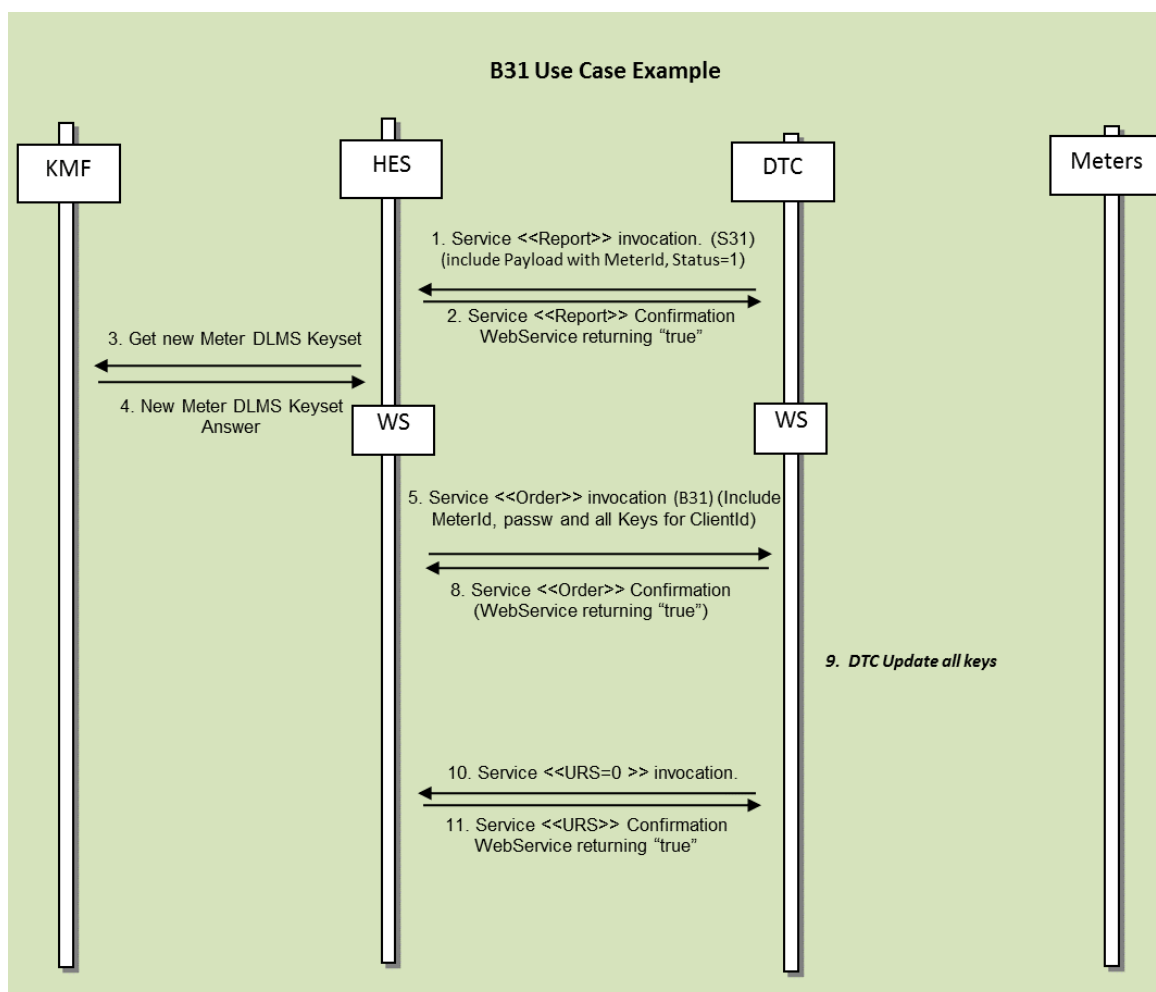 B31 Use Case Example
KMF
HES
DTC
Meters
1. Service <<Report>> invocation. (S31)
(include Payload with MeterId, Status=1)
2. Service <<Report>> Confirmation
WebService returning “true”
3. Get new Meter DLMS Keyset
4. New Meter DLMS Keyset
Answer
WS
WS
5. Service <<Order>> invocation (B31) (Include
MeterId, passw and all Keys for ClientId)
8. Service <<Order>> Confirmation
(WebService returning “true”)
9. DTC Update all keys
10. Service <<URS=0 >> invocation.
11. Service <<URS>> Confirmation
WebService returning “true”